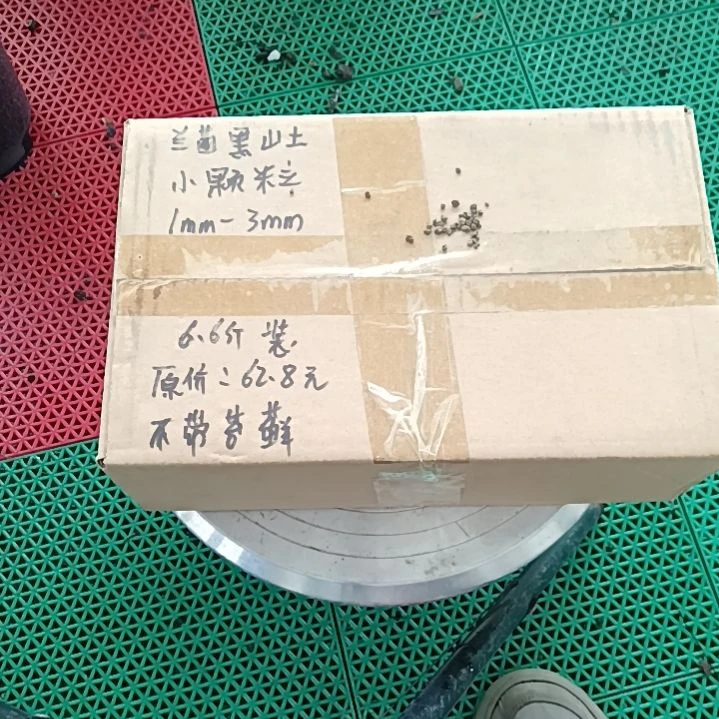 兰菌黑山土
小颗粒
1mm-3mm
6.6斤装
原价:62.8元
不带苔藓